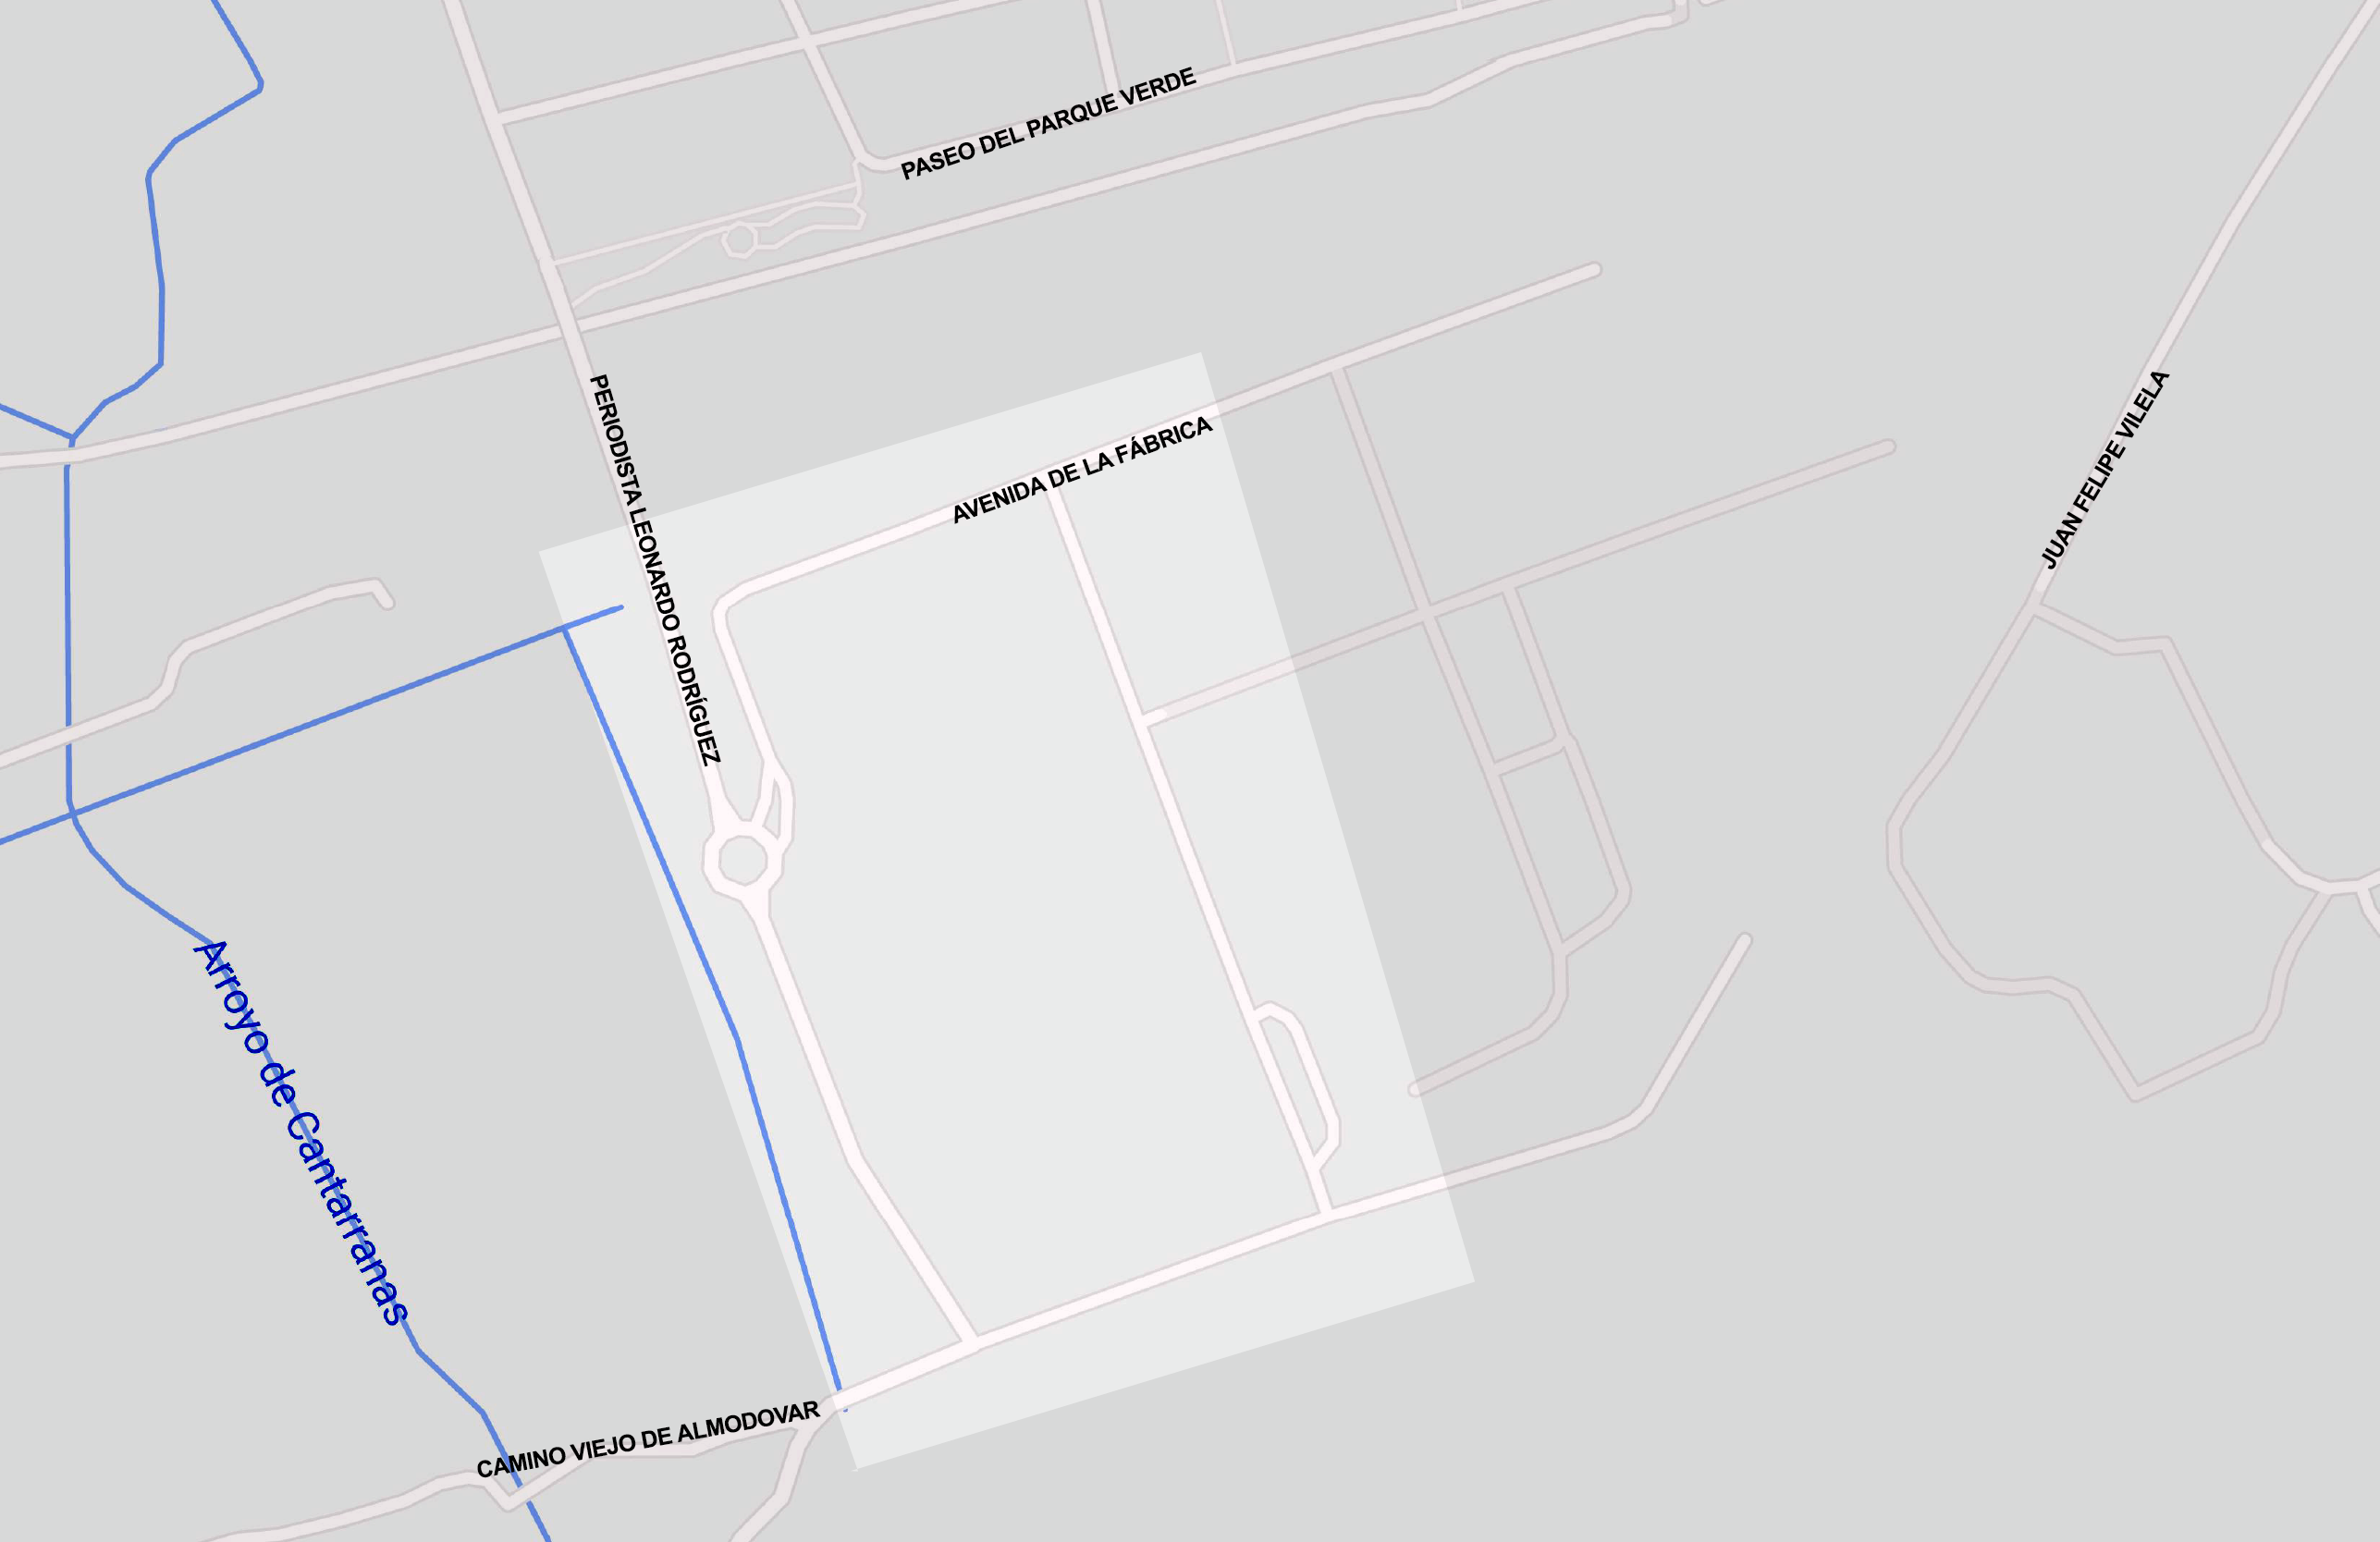 PASEO DEL PARQUE VERDE
PERIODISTA LEONARDO RODRÍGUEZ
AVENIDA DE LA FÁBRICA
JUAN FELIPE VILELA
Arroyo de Cantarranas
CAMINO VIEJO DE ALMODOVAR